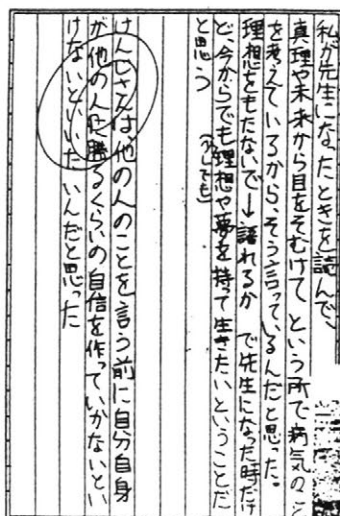 私が先生になったときを読んで、
真理や未来から目をそむけて という所で病気のこと
を考えているから、そう言っているんだと思った。
理想をもたないで→語れるか で先生になった時だけ
ど、今からでも理想や夢を持って生きたいということだ
(少しでも)
と思う
けんじさんは、他の人のことを言う前に自分自身
が他の人に勝るくらいの自信を作っていかないとい
けないといいたいんだと思った